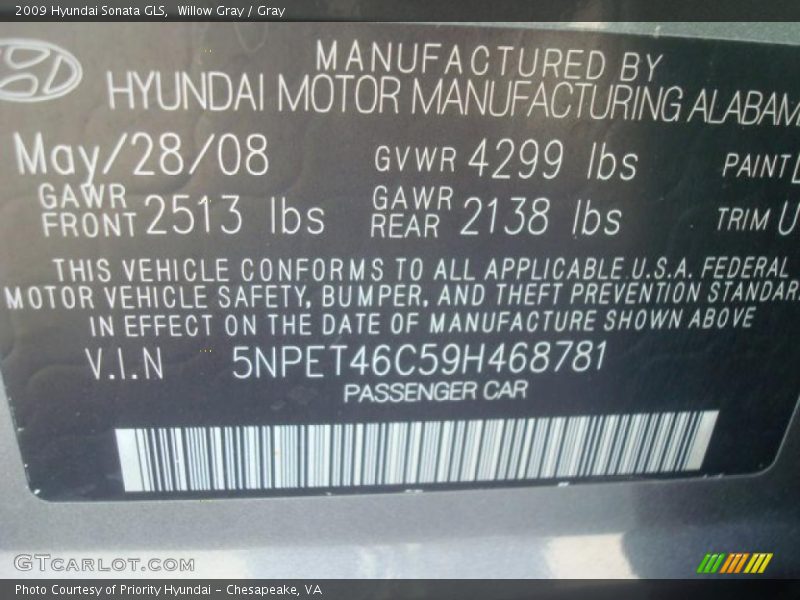 2009 Hyundai Sonata GLS, Willow Gray / Gray
MANUFACTURED BY
HYUNDAI MOTOR MANUFACTURING ALABAM
May/28/08 GVWR 4299 lbs PAINT
GAWR FRONT 2513 lbs GAWR REAR 2138 lbs TRIM U
THIS VEHICLE CONFORMS TO ALL APPLICABLE U.S.A. FEDERAL
MOTOR VEHICLE SAFETY, BUMPER, AND THEFT PREVENTION STANDAR
IN EFFECT ON THE DATE OF MANUFACTURE SHOWN ABOVE
V.I.N 5NPET46C59H468781
PASSENGER CAR
GTCARLOT.COM
Photo Courtesy of Priority Hyundai - Chesapeake, VA